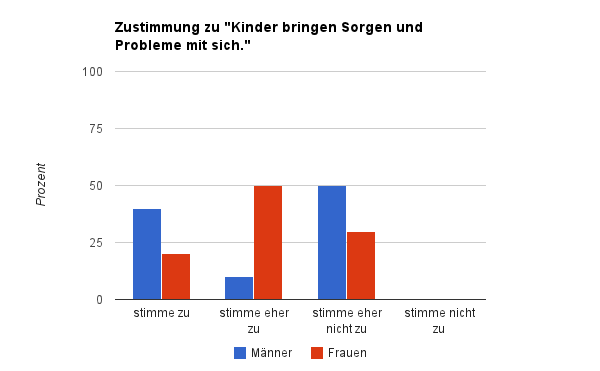 Zustimmung zu "Kinder bringen Sorgen und
Probleme mit sich."
100
75
50
25
0
Prozent
stimme zu
stimme eher
zu
stimme eher
nicht zu
stimme nicht
zu
Männer
Frauen